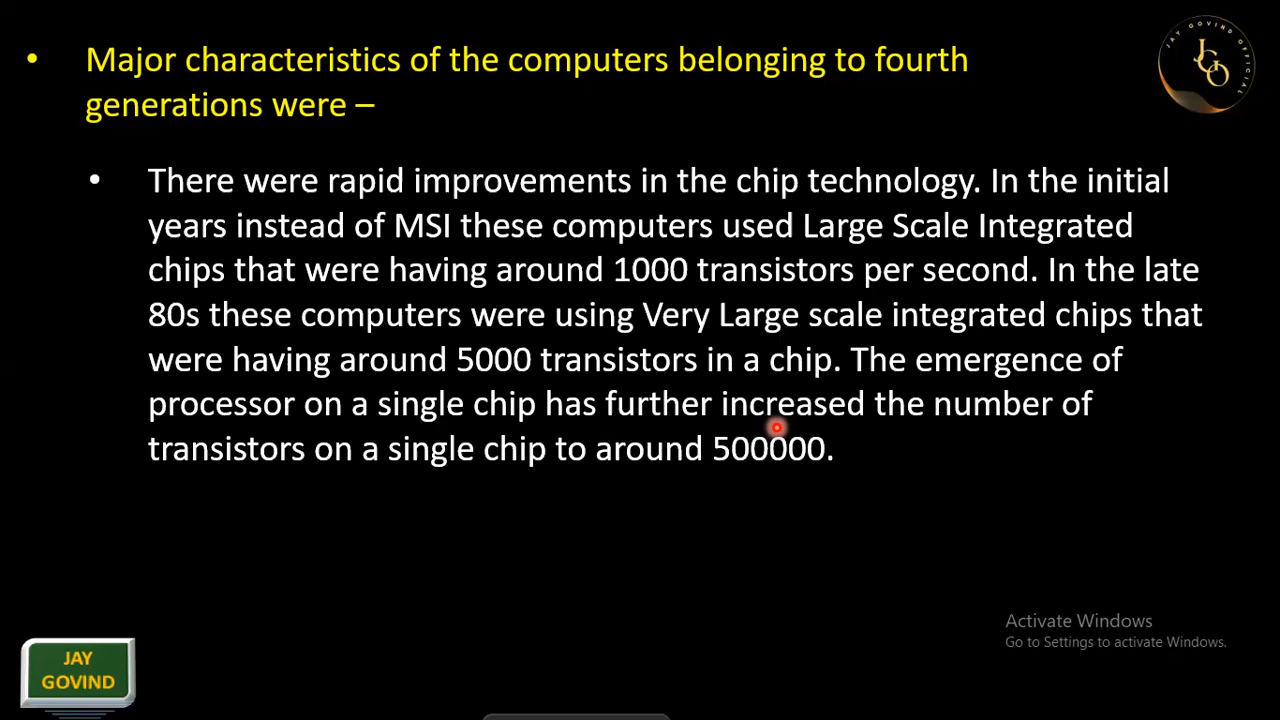 • Major characteristics of the computers belonging to fourth
generations were –
• There were rapid improvements in the chip technology. In the initial
years instead of MSI these computers used Large Scale Integrated
chips that were having around 1000 transistors per second. In the late
80s these computers were using Very Large scale integrated chips that
were having around 5000 transistors in a chip. The emergence of
processor on a single chip has further increased the number of
transistors on a single chip to around 500000.
JAY GOVIND OFFICIAL
JGO
Activate Windows
Go to Settings to activate Windows.
JAY
GOVIND